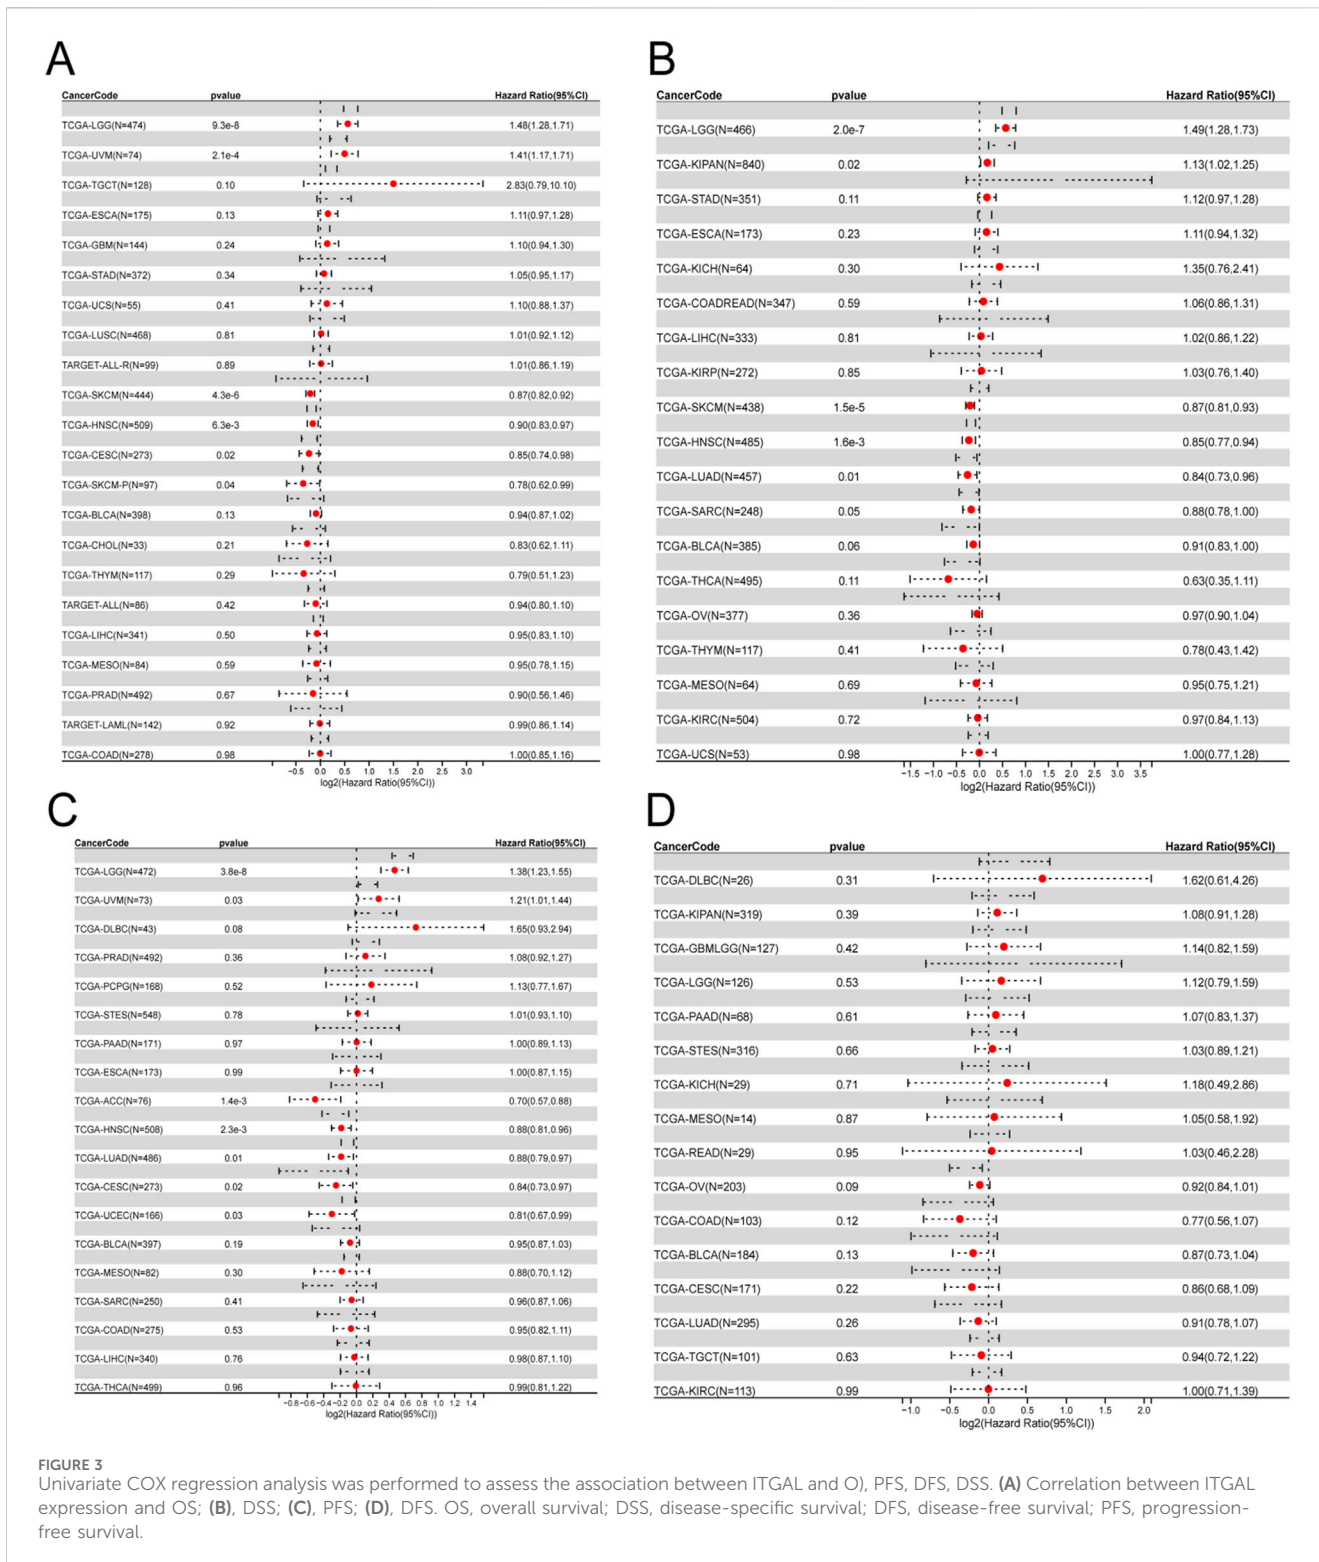 A
CancerCode pvalue Hazard Ratio(95%CI)
TCGA-LGG(N=474) 9.3e-8 1.48(1.28,1.71)
TCGA-UVM(N=74) 2.1e-4 1.41(1.17,1.71)
TCGA-TGCT(N=128) 0.10 2.83(0.79,10.10)
TCGA-ESCA(N=175) 0.13 1.11(0.97,1.28)
TCGA-GBM(N=144) 0.24 1.10(0.94,1.30)
TCGA-STAD(N=372) 0.34 1.05(0.95,1.17)
TCGA-UCS(N=55) 0.41 1.10(0.88,1.37)
TCGA-LUSC(N=468) 0.81 1.01(0.92,1.12)
TARGET-ALL-R(N=99) 0.89 1.01(0.86,1.19)
TCGA-SKCM(N=444) 4.3e-6 0.87(0.82,0.92)
TCGA-HNSC(N=509) 6.3e-3 0.90(0.83,0.97)
TCGA-CESC(N=273) 0.02 0.85(0.74,0.98)
TCGA-SKCM-P(N=97) 0.04 0.78(0.62,0.99)
TCGA-BLCA(N=398) 0.13 0.94(0.87,1.02)
TCGA-CHOL(N=33) 0.21 0.83(0.62,1.11)
TCGA-THYM(N=117) 0.29 0.79(0.51,1.23)
TARGET-ALL(N=86) 0.42 0.94(0.80,1.10)
TCGA-LIHC(N=341) 0.50 0.95(0.83,1.10)
TCGA-MESO(N=84) 0.59 0.95(0.78,1.15)
TCGA-PRAD(N=492) 0.67 0.90(0.56,1.46)
TARGET-LAML(N=142) 0.92 0.99(0.86,1.14)
TCGA-COAD(N=278) 0.98 1.00(0.85,1.16)
−0.5 0.0 0.5 1.0 1.5 2.0 2.5 3.0
log2(Hazard Ratio(95%CI))
B
CancerCode pvalue Hazard Ratio(95%CI)
TCGA-LGG(N=466) 2.0e-7 1.49(1.28,1.73)
TCGA-KIPAN(N=840) 0.02 1.13(1.02,1.25)
TCGA-STAD(N=351) 0.11 1.12(0.97,1.28)
TCGA-ESCA(N=173) 0.23 1.11(0.94,1.32)
TCGA-KICH(N=64) 0.30 1.35(0.76,2.41)
TCGA-COADREAD(N=347) 0.59 1.06(0.86,1.31)
TCGA-LIHC(N=333) 0.81 1.02(0.86,1.22)
TCGA-KIRP(N=272) 0.85 1.03(0.76,1.40)
TCGA-SKCM(N=438) 1.5e-5 0.87(0.81,0.93)
TCGA-HNSC(N=485) 1.6e-3 0.85(0.77,0.94)
TCGA-LUAD(N=457) 0.01 0.84(0.73,0.96)
TCGA-SARC(N=248) 0.05 0.88(0.78,1.00)
TCGA-BLCA(N=385) 0.06 0.91(0.83,1.00)
TCGA-THCA(N=495) 0.11 0.63(0.35,1.11)
TCGA-OV(N=377) 0.36 0.97(0.90,1.04)
TCGA-THYM(N=117) 0.41 0.78(0.43,1.42)
TCGA-MESO(N=64) 0.69 0.95(0.75,1.21)
TCGA-KIRC(N=504) 0.72 0.97(0.84,1.13)
TCGA-UCS(N=53) 0.98 1.00(0.77,1.28)
−1.5 −1.0 −0.5 0.0 0.5 1.0 1.5 2.0 2.5 3.0 3.5
log2(Hazard Ratio(95%CI))
C
CancerCode pvalue Hazard Ratio(95%CI)
TCGA-LGG(N=472) 3.8e-8 1.38(1.23,1.55)
TCGA-UVM(N=73) 0.03 1.21(1.01,1.44)
TCGA-DLBC(N=43) 0.08 1.65(0.93,2.94)
TCGA-PRAD(N=492) 0.36 1.08(0.92,1.27)
TCGA-PCPG(N=168) 0.52 1.13(0.77,1.67)
TCGA-STES(N=548) 0.78 1.01(0.93,1.10)
TCGA-PAAD(N=171) 0.97 1.00(0.89,1.13)
TCGA-ESCA(N=173) 0.99 1.00(0.87,1.15)
TCGA-ACC(N=76) 1.4e-3 0.70(0.57,0.88)
TCGA-HNSC(N=508) 2.3e-3 0.88(0.81,0.96)
TCGA-LUAD(N=486) 0.01 0.88(0.79,0.97)
TCGA-CESC(N=273) 0.02 0.84(0.73,0.97)
TCGA-UCEC(N=166) 0.03 0.81(0.67,0.99)
TCGA-BLCA(N=397) 0.19 0.95(0.87,1.03)
TCGA-MESO(N=82) 0.30 0.88(0.70,1.12)
TCGA-SARC(N=250) 0.41 0.96(0.87,1.06)
TCGA-COAD(N=275) 0.53 0.95(0.82,1.11)
TCGA-LIHC(N=340) 0.76 0.98(0.87,1.10)
TCGA-THCA(N=499) 0.96 0.99(0.81,1.22)
−0.8 −0.6 −0.4 −0.2 0.0 0.2 0.4 0.6 0.8 1.0 1.2 1.4
log2(Hazard Ratio(95%CI))
D
CancerCode pvalue Hazard Ratio(95%CI)
TCGA-DLBC(N=26) 0.31 1.62(0.61,4.26)
TCGA-KIPAN(N=319) 0.39 1.08(0.91,1.28)
TCGA-GBMLGG(N=127) 0.42 1.14(0.82,1.59)
TCGA-LGG(N=126) 0.53 1.12(0.79,1.59)
TCGA-PAAD(N=68) 0.61 1.07(0.83,1.37)
TCGA-STES(N=316) 0.66 1.03(0.89,1.21)
TCGA-KICH(N=29) 0.71 1.18(0.49,2.86)
TCGA-MESO(N=14) 0.87 1.05(0.58,1.92)
TCGA-READ(N=29) 0.95 1.03(0.46,2.28)
TCGA-OV(N=203) 0.09 0.92(0.84,1.01)
TCGA-COAD(N=103) 0.12 0.77(0.56,1.07)
TCGA-BLCA(N=184) 0.13 0.87(0.73,1.04)
TCGA-CESC(N=171) 0.22 0.86(0.68,1.09)
TCGA-LUAD(N=295) 0.26 0.91(0.78,1.07)
TCGA-TGCT(N=101) 0.63 0.94(0.72,1.22)
TCGA-KIRC(N=113) 0.99 1.00(0.71,1.39)
−1.0 −0.5 0.0 0.5 1.0 1.5 2.0
log2(Hazard Ratio(95%CI))
FIGURE 3
Univariate COX regression analysis was performed to assess the association between ITGAL and O), PFS, DFS, DSS. (A) Correlation between ITGAL
expression and OS; (B), DSS; (C), PFS; (D), DFS. OS, overall survival; DSS, disease-specific survival; DFS, disease-free survival; PFS, progression-
free survival.